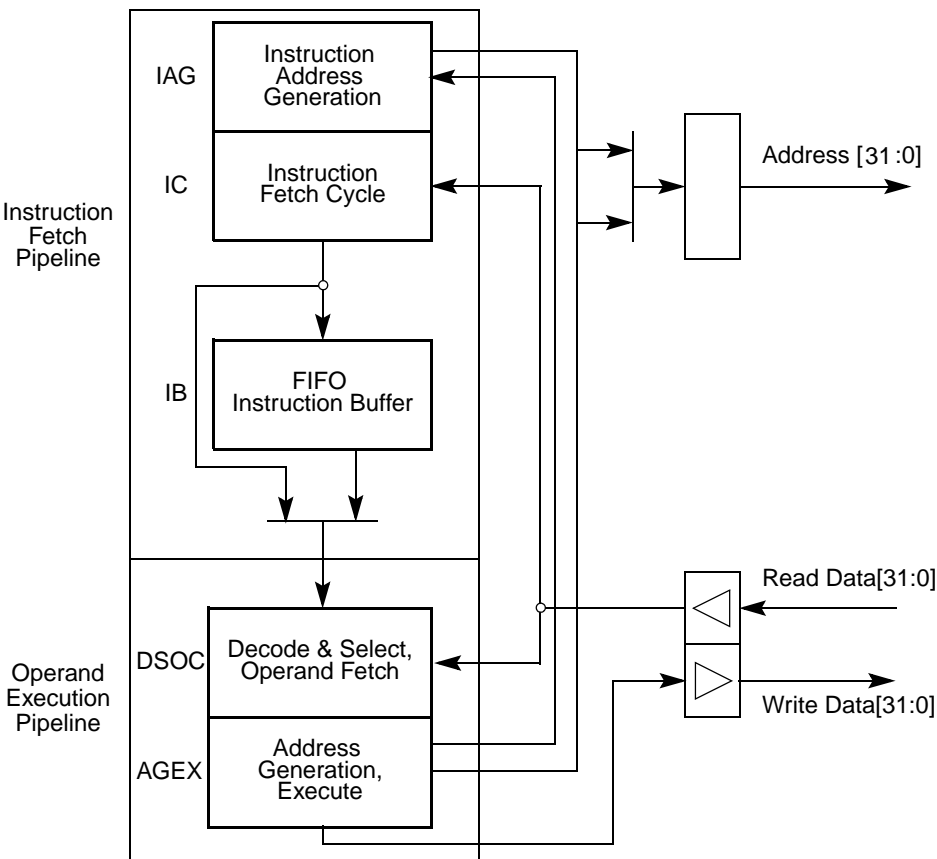 IAG
Instruction
Address
Generation
IC
Instruction
Fetch Cycle
Address [31:0]
Instruction
Fetch
Pipeline
IB
FIFO
Instruction Buffer
Read Data[31:0]
DSOC
Decode & Select,
Operand Fetch
Operand
Execution
Pipeline
Write Data[31:0]
AGEX
Address
Generation,
Execute